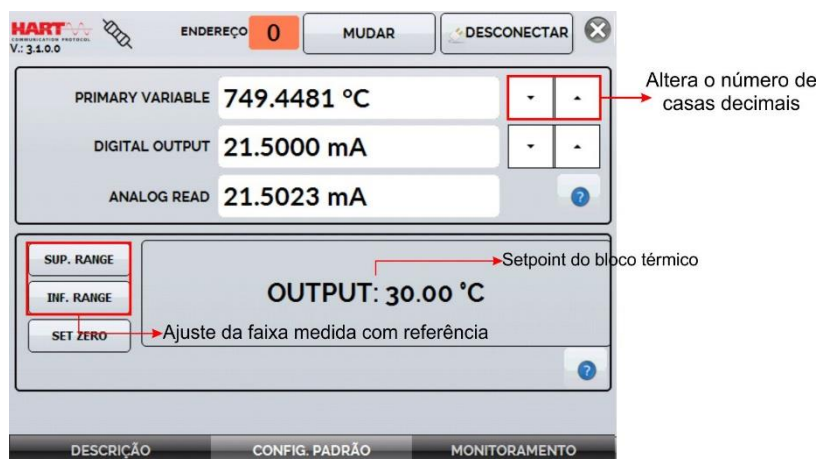 HART
COMMUNICATION PROTOCOL
V.: 3.1.0.0
ENDEREÇO 0 MUDAR DESCONECTAR
PRIMARY VARIABLE 749.4481 °C
Altera o número de
casas decimais
DIGITAL OUTPUT 21.5000 mA
ANALOG READ 21.5023 mA
?
SUP. RANGE
Setpoint do bloco térmico
INF. RANGE
OUTPUT: 30.00 °C
SET ZERO
Ajuste da faixa medida com referência
?
DESCRIÇÃO CONFIG. PADRÃO MONITORAMENTO